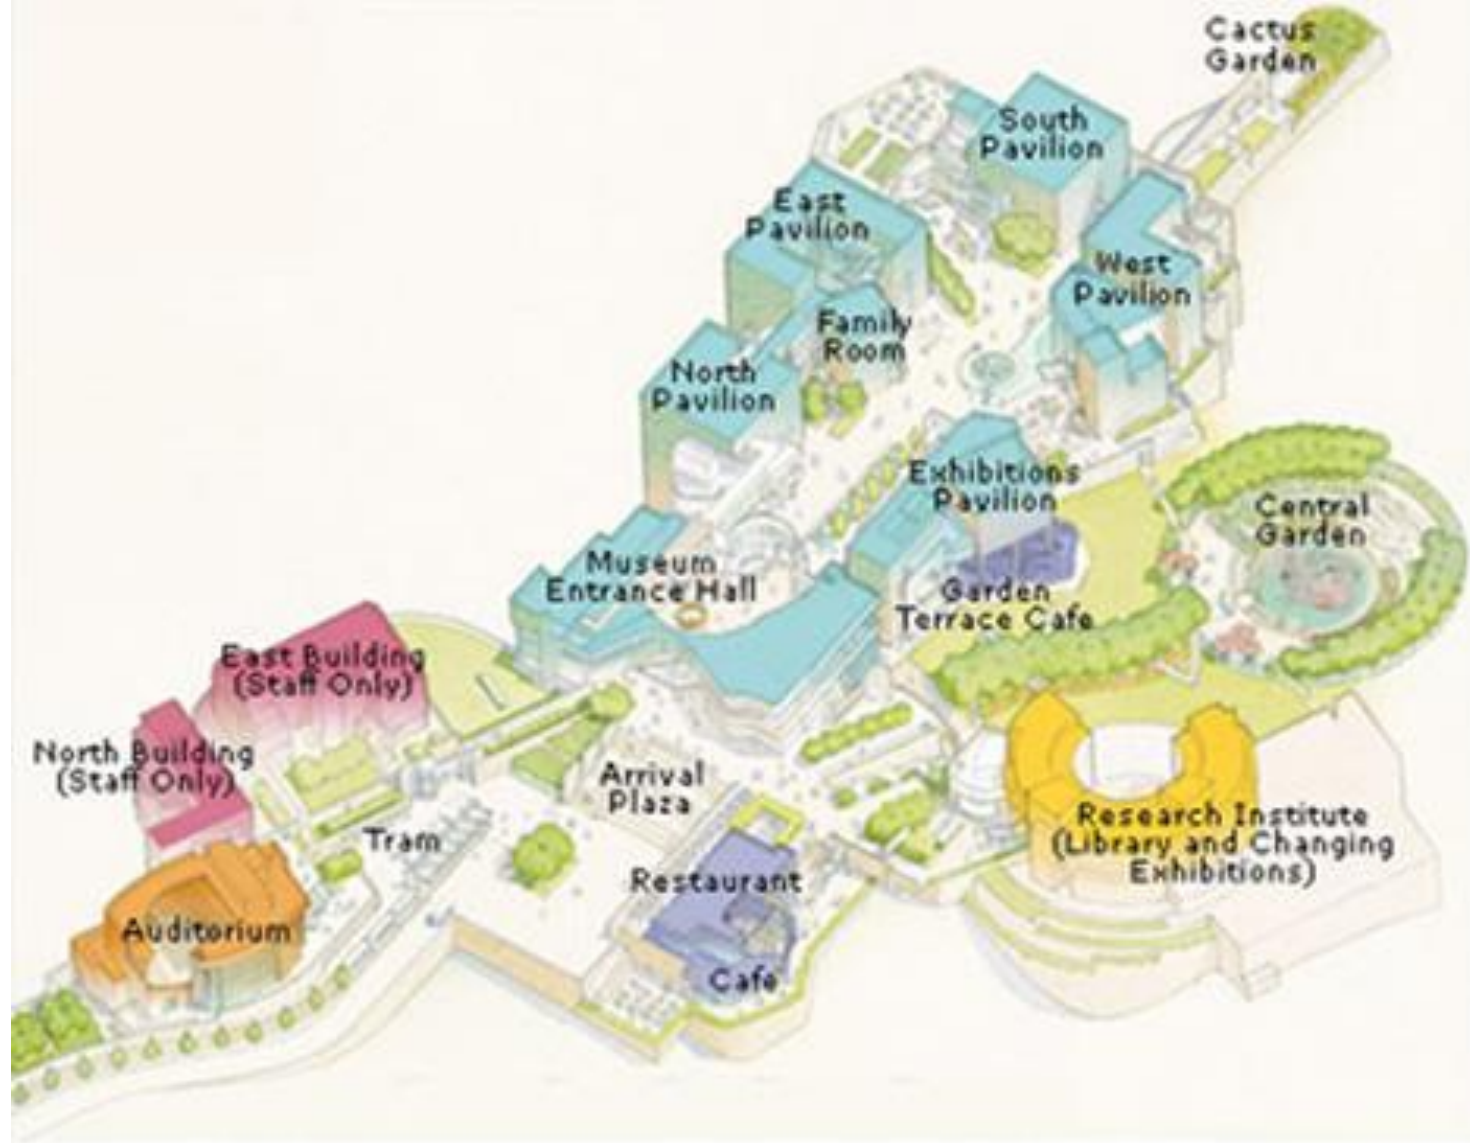 Cactus
Garden
South
Pavilion
East
Pavilion
West
Pavilion
Family
Room
North
Pavilion
Exhibitions
Pavilion
Central
Garden
Museum
Entrance Hall
Garden
Terrace Cafe
East Building
(Staff Only)
North Building
(Staff Only)
Arrival
Plaza
Tram
Research Institute
(Library and Changing
Exhibitions)
Restaurant
Auditorium
Cafe